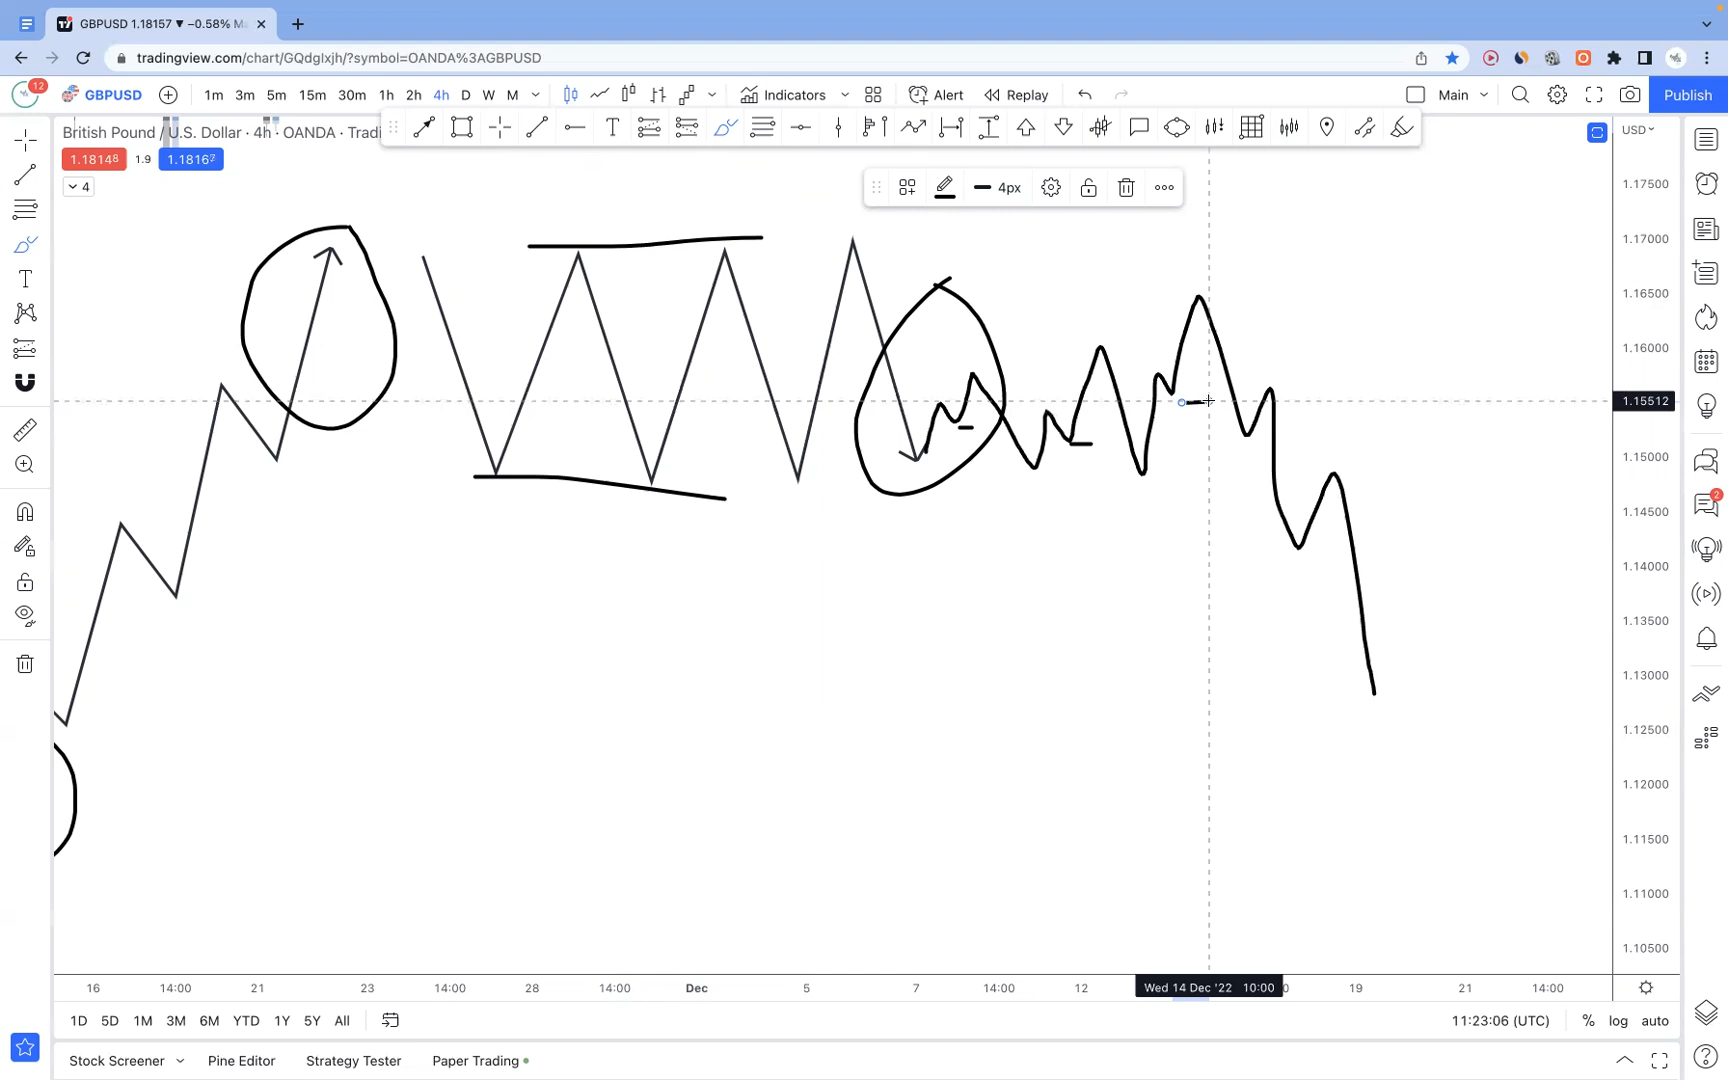 GBPUSD 1.18157 ▼ −0.58% M
tradingview.com/chart/GQdglxjh/?symbol=OANDA%3AGBPUSD
12 GBPUSD 1m 3m 5m 15m 30m 1h 2h 4h D W M Indicators Alert Replay Main Publish
British Pound / U.S. Dollar · 4h · OANDA · Tradi
USD
1.18148 1.9 1.18167
4
4px
1.17500
1.17000
1.16500
1.16000
1.15512
1.15000
1.14500
1.14000
1.13500
1.13000
1.12500
1.12000
1.11500
1.11000
1.10500
2
16 14:00 21 23 14:00 28 14:00 Dec 5 7 14:00 12 Wed 14 Dec '22 10:00 19 21 14:00
1D 5D 1M 3M 6M YTD 1Y 5Y All 11:23:06 (UTC) % log auto
Stock Screener Pine Editor Strategy Tester Paper Trading